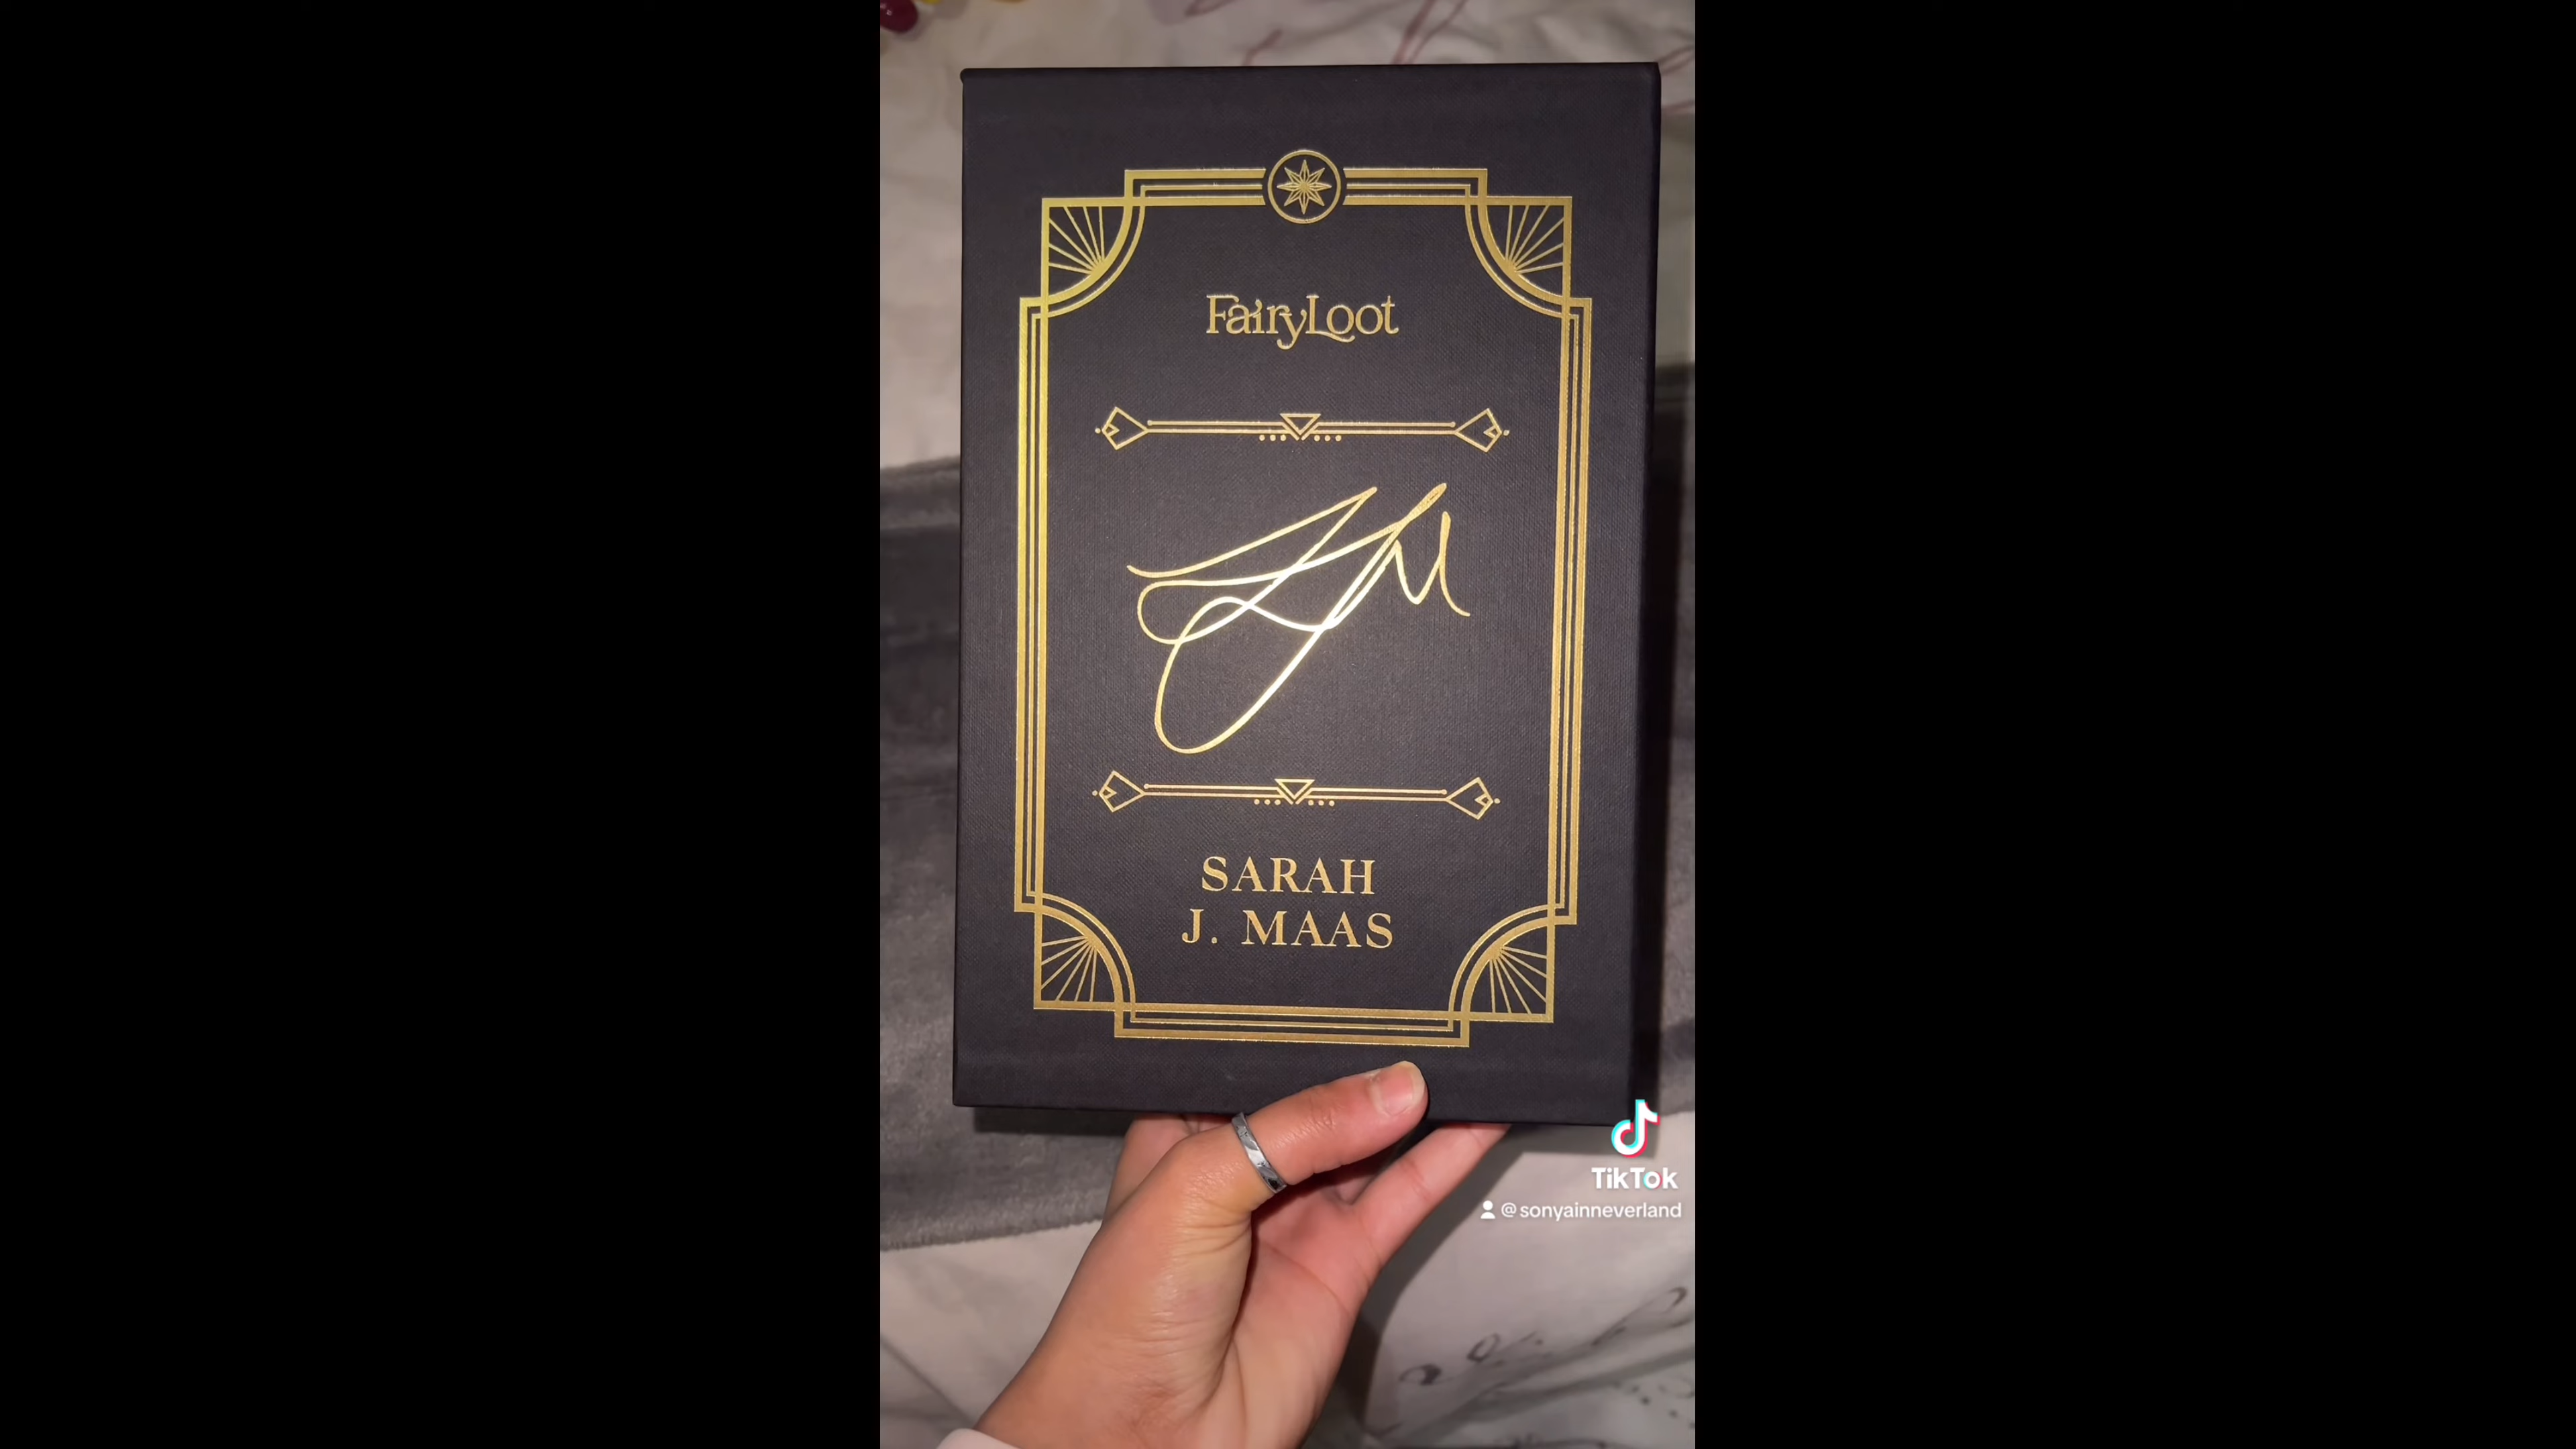 FairyLoot
SARAH
J. MAAS
TikTok
@sonyainneverland